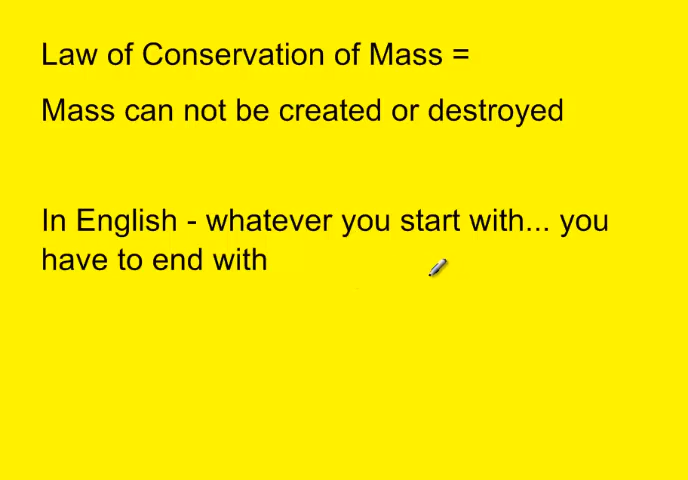 Law of Conservation of Mass =
Mass can not be created or destroyed
In English - whatever you start with... you
have to end with